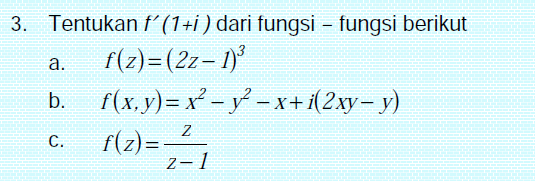 3. Tentukan f´(1+i ) dari fungsi – fungsi berikut
a. f(z)=(2z– 1)³
b. f(x,y)= x² – y² – x+ i(2xy– y)
c. f(z)= z / z– 1